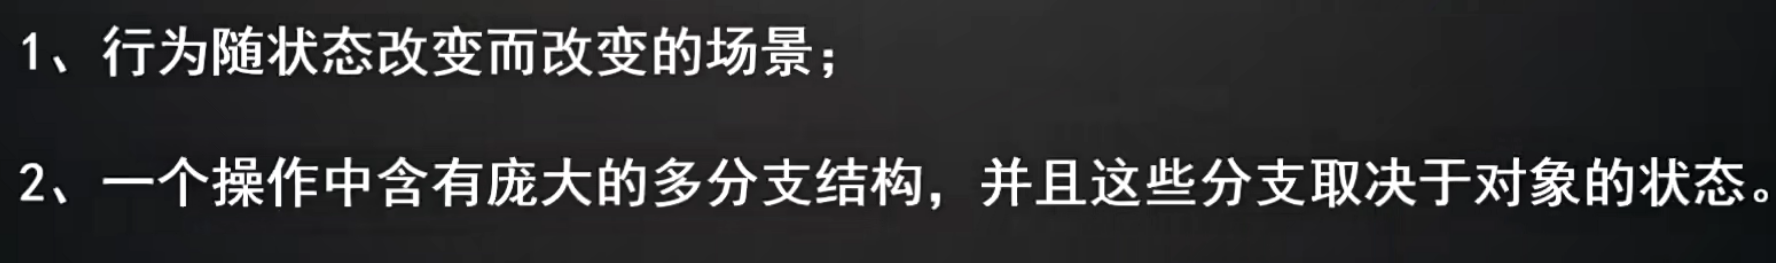 1、行为随状态改变而改变的场景；
2、一个操作中含有庞大的多分支结构，并且这些分支取决于对象的状态。